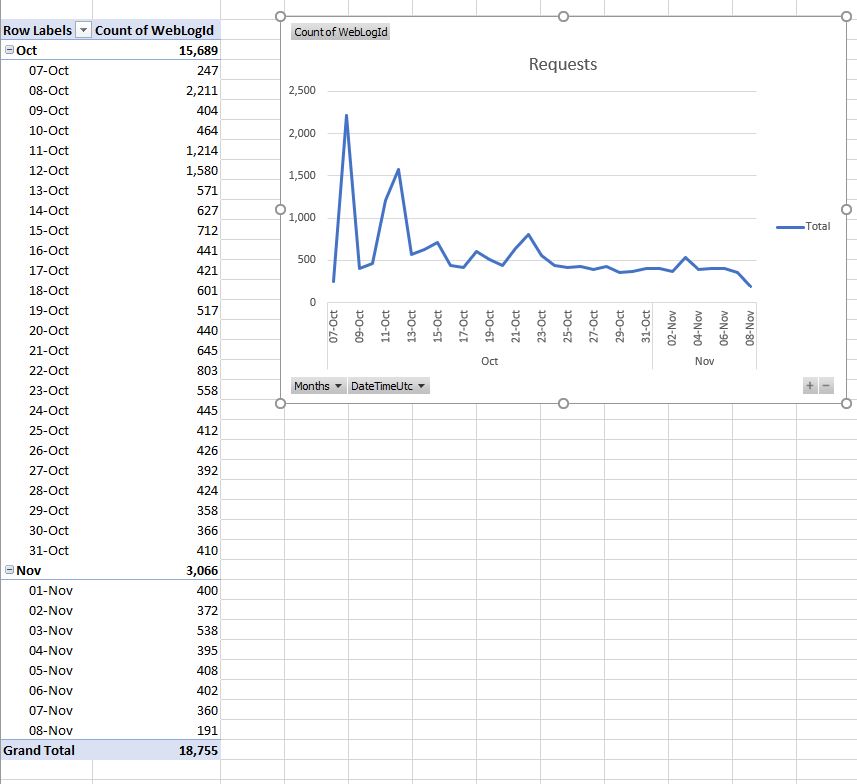 Row Labels Count of WebLogId
Oct 15,689
07-Oct 247
08-Oct 2,211
09-Oct 404
10-Oct 464
11-Oct 1,214
12-Oct 1,580
13-Oct 571
14-Oct 627
15-Oct 712
16-Oct 441
17-Oct 421
18-Oct 601
19-Oct 517
20-Oct 440
21-Oct 645
22-Oct 803
23-Oct 558
24-Oct 445
25-Oct 412
26-Oct 426
27-Oct 392
28-Oct 424
29-Oct 358
30-Oct 366
31-Oct 410
Nov 3,066
01-Nov 400
02-Nov 372
03-Nov 538
04-Nov 395
05-Nov 408
06-Nov 402
07-Nov 360
08-Nov 191
Grand Total 18,755
Count of WebLogId
Requests
2,500
2,000
1,500
1,000
500
0
07-Oct 09-Oct 11-Oct 13-Oct 15-Oct 17-Oct 19-Oct 21-Oct 23-Oct 25-Oct 27-Oct 29-Oct 31-Oct 02-Nov 04-Nov 06-Nov 08-Nov
Oct Nov
Total
Months DateTimeUtc + -